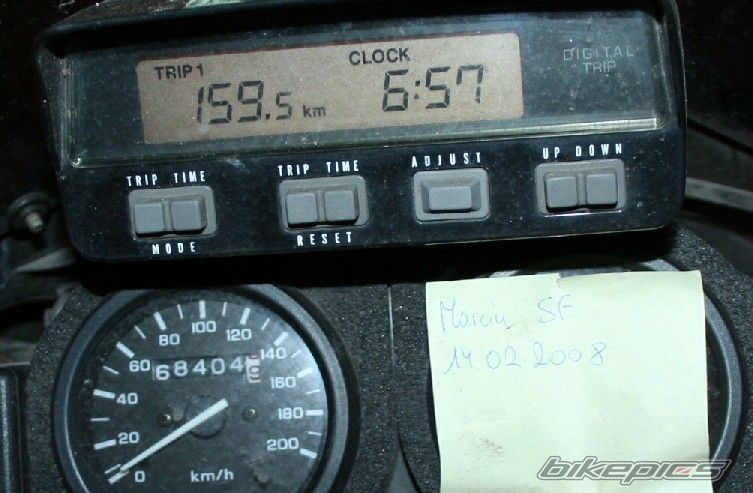 TRIP 1 CLOCK
159.5 km 6:57
DIGITAL
TRIP
TRIP TIME TRIP TIME ADJUST UP DOWN
MODE RESET
0 20 40 60 80 100 120 140 160 180 200
68404
km/h
Marcin SF
14.02.2008
bikepics